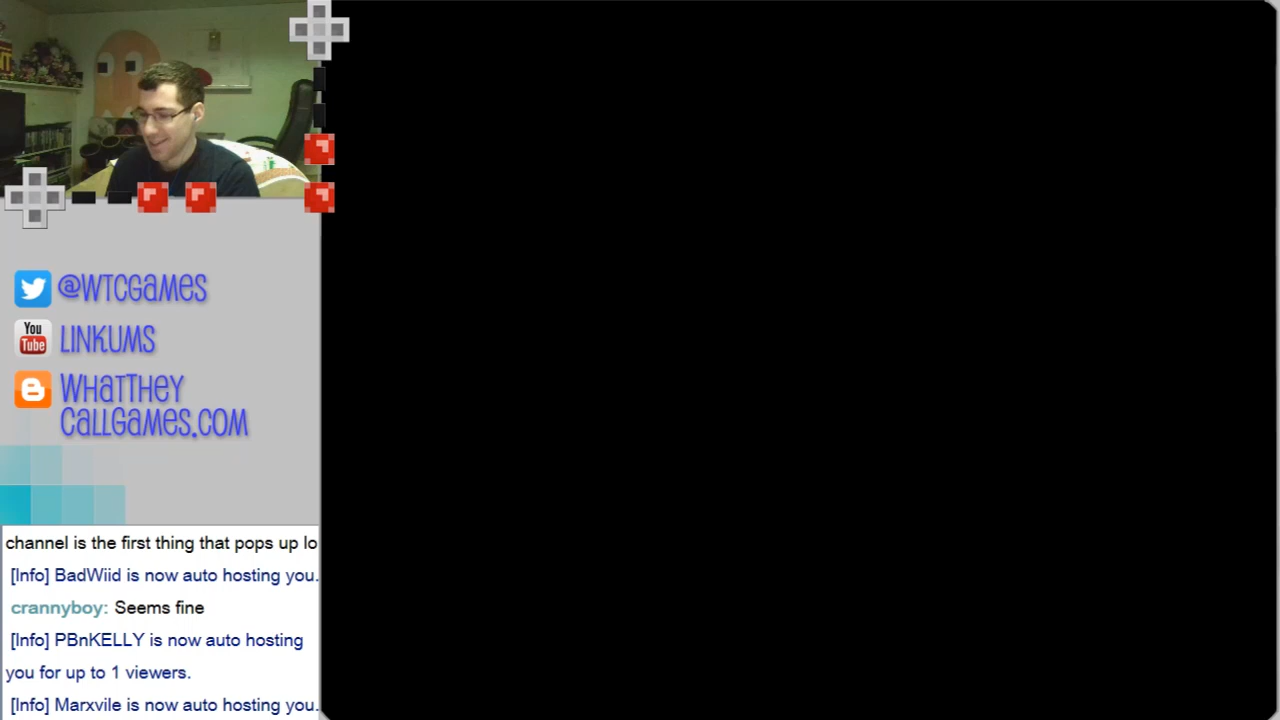 @WTCGAMES
You
Tube
LINKUMS
WHATTHEY
CALLGAMES.COM
channel is the first thing that pops up lo
[Info] BadWiid is now auto hosting you.
crannyboy: Seems fine
[Info] PBnKELLY is now auto hosting
you for up to 1 viewers.
[Info] Marxvile is now auto hosting you.